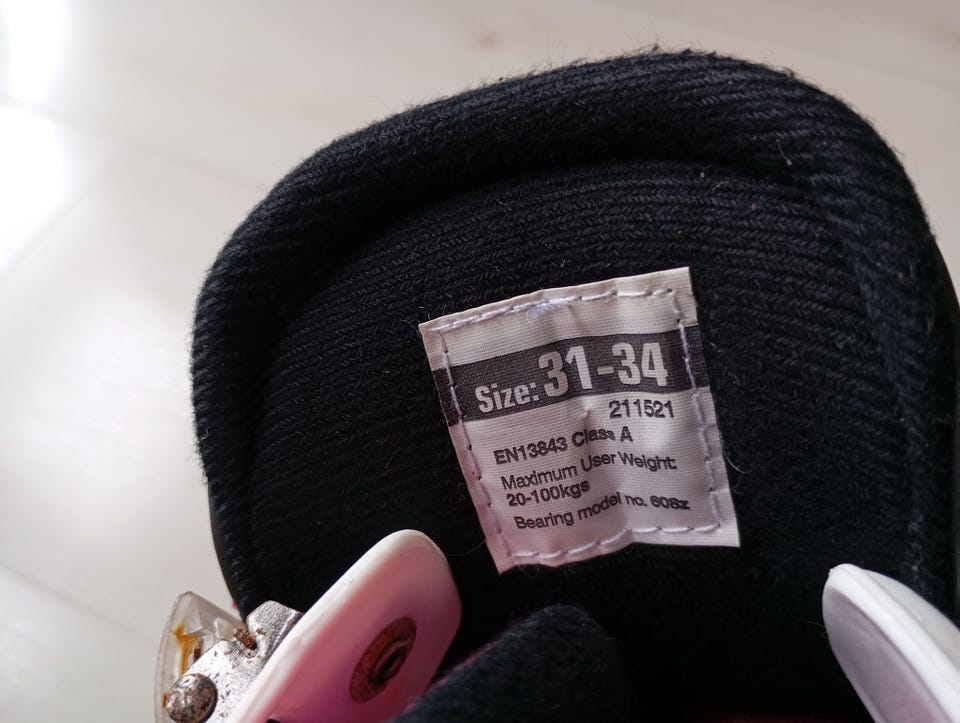 Size: 31-34
211521
EN13843 Class A
Maximum User Weight:
20-100kgs
Bearing model no. 608z